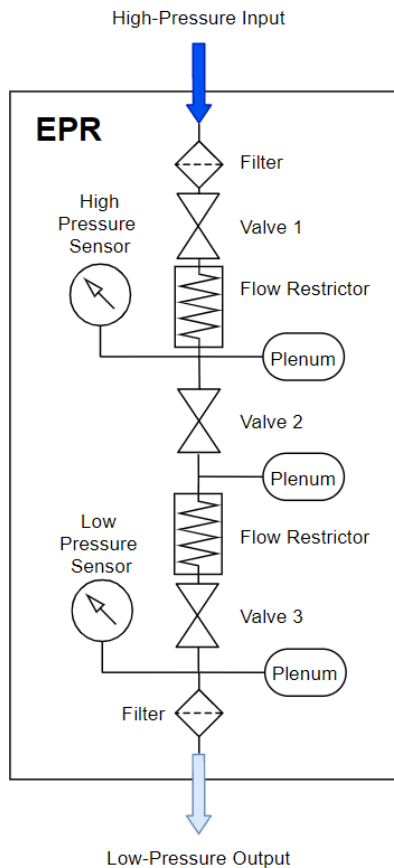 High-Pressure Input
EPR
Filter
High
Pressure
Sensor
Valve 1
Flow Restrictor
Plenum
Valve 2
Plenum
Low
Pressure
Sensor
Flow Restrictor
Valve 3
Plenum
Filter
Low-Pressure Output